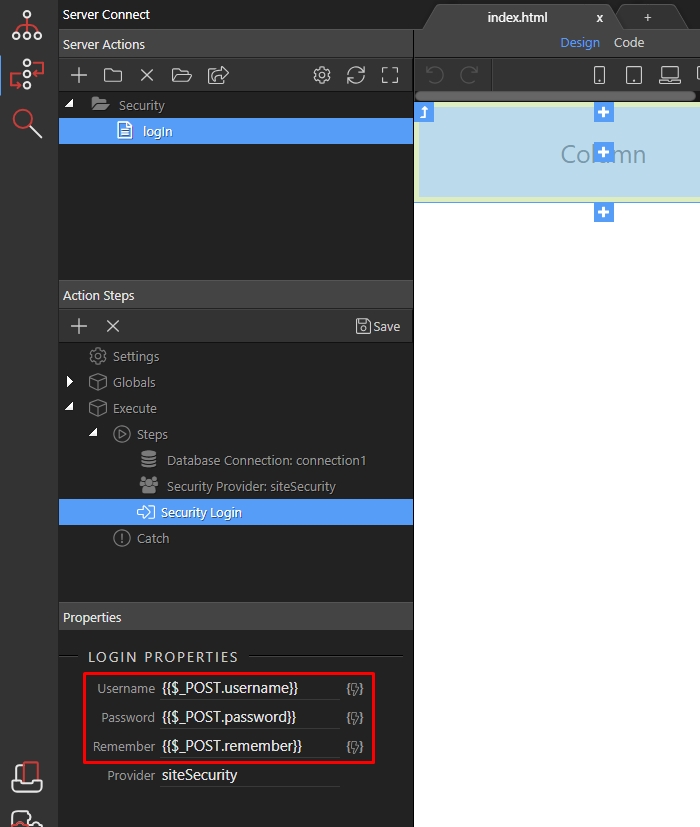 Server Connect
index.html x +
Server Actions
Design Code
Security
logIn
Column
Action Steps
Save
Settings
Globals
Execute
Steps
Database Connection: connection1
Security Provider: siteSecurity
Security Login
Catch
Properties
LOGIN PROPERTIES
Username {{$_POST.username}}
Password {{$_POST.password}}
Remember {{$_POST.remember}}
Provider siteSecurity